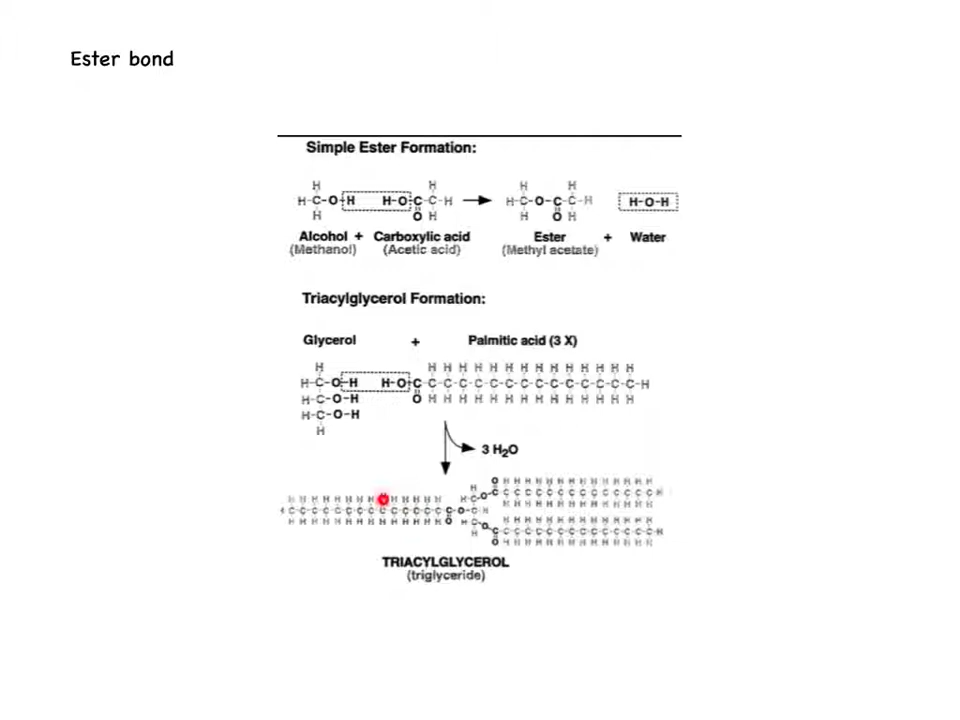 Ester bond
Simple Ester Formation:
H H
H-C-O-H H-O-C-C-H H-C-O-C-C-H H-O-H
H O H H O H
Alcohol + Carboxylic acid Ester + Water
(Methanol) (Acetic acid) (Methyl acetate)
Triacylglycerol Formation:
Glycerol + Palmitic acid (3 X)
H H H H H H H H H H H H H H H
H-C-O-H H-O-C-C-C-C-C-C-C-C-C-C-C-C-C-C-C-H
H-C-O-H O H H H H H H H H H H H H H H
H-C-O-H
H
3 H₂O
TRIACYLGLYCEROL
(triglyceride)